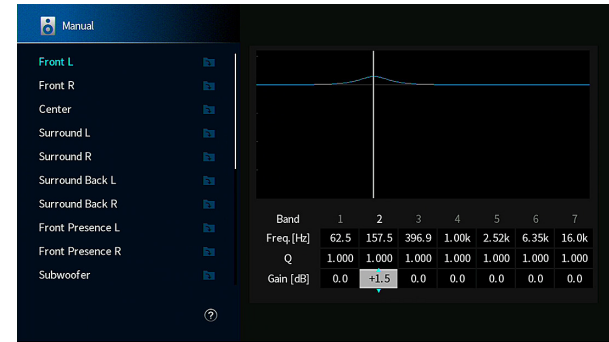 Manual
Front L
Front R
Center
Surround L
Surround R
Surround Back L
Surround Back R
Front Presence L
Front Presence R
Subwoofer
?
Band 1 2 3 4 5 6 7
Freq.[Hz] 62.5 157.5 396.9 1.00k 2.52k 6.35k 16.0k
Q 1.000 1.000 1.000 1.000 1.000 1.000 1.000
Gain [dB] 0.0 +1.5 0.0 0.0 0.0 0.0 0.0